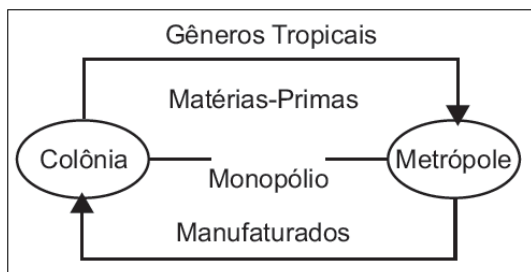 Gêneros Tropicais
Matérias-Primas
Colônia
Metrópole
Monopólio
Manufaturados